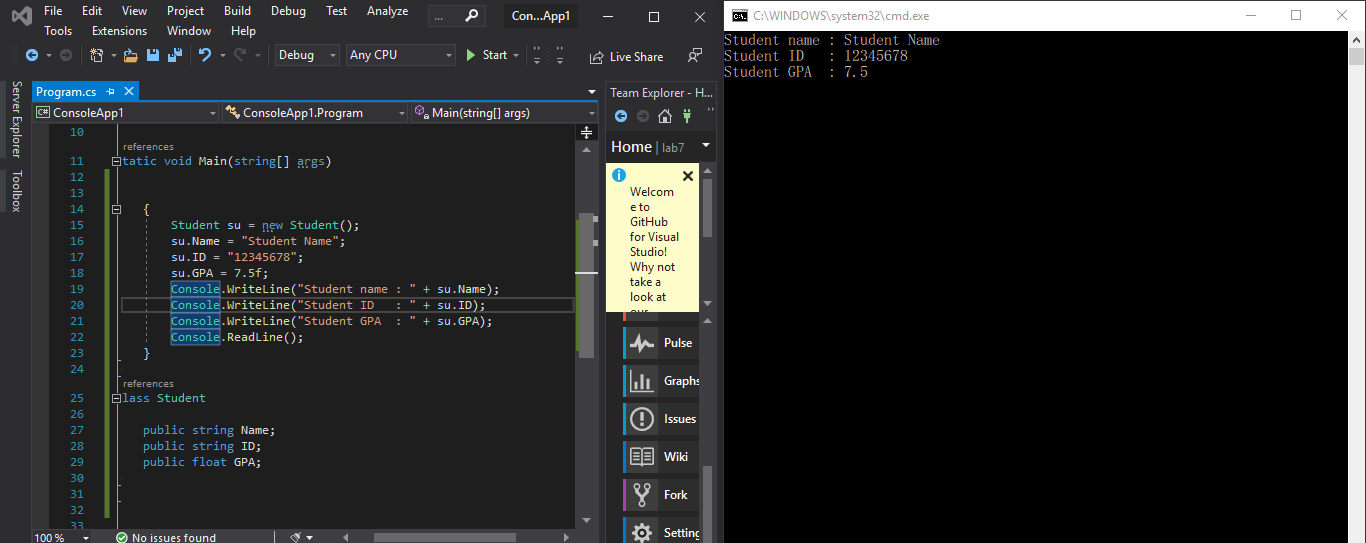 File Edit View Project Build Debug Test Analyze ... Con...App1
Tools Extensions Window Help
Debug Any CPU Start Live Share
Server Explorer
Toolbox
Program.cs
ConsoleApp1 ConsoleApp1.Program Main(string[] args)
10
references
11 tatic void Main(string[] args)
12
13
14 {
15 Student su = new Student();
16 su.Name = "Student Name";
17 su.ID = "12345678";
18 su.GPA = 7.5f;
19 Console.WriteLine("Student name : " + su.Name);
20 Console.WriteLine("Student ID   : " + su.ID);
21 Console.WriteLine("Student GPA  : " + su.GPA);
22 Console.ReadLine();
23 }
24
references
25 lass Student
26
27 public string Name;
28 public string ID;
29 public float GPA;
30
31
32
33
100 % No issues found
Team Explorer - H...
Home | lab7
Welcom
e to
GitHub
for Visual
Studio!
Why not
take a
look at
our
Pulse
Graphs
Issues
Wiki
Fork
Setting
C:\WINDOWS\system32\cmd.exe
Student name : Student Name
Student ID   : 12345678
Student GPA  : 7.5